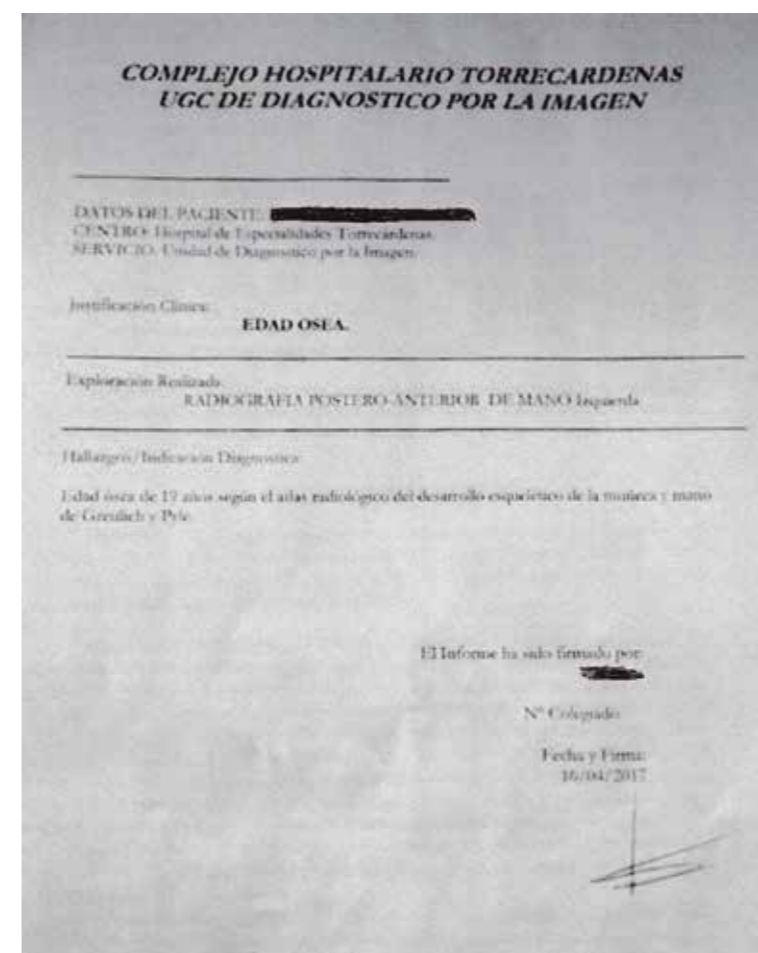 COMPLEJO HOSPITALARIO TORRECARDENAS
UGC DE DIAGNOSTICO POR LA IMAGEN
DATOS DEL PACIENTE:
CENTRO: Hospital de Especialidades Torrecárdenas.
SERVICIO: Unidad de Diagnostico por la Imagen.
Justificación Clínica:
EDAD OSEA.
Exploración Realizada
RADIOGRAFIA POSTERO-ANTERIOR DE MANO Izquierda
Hallazgos/Indicación Diagnostica
Edad ósea de 19 años según el atlas radiológico del desarrollo esquelético de la muñeca y mano
de Greulich y Pyle.
El Informe ha sido firmado por:
Nº Colegiado
Fecha y Firma:
16/04/2017